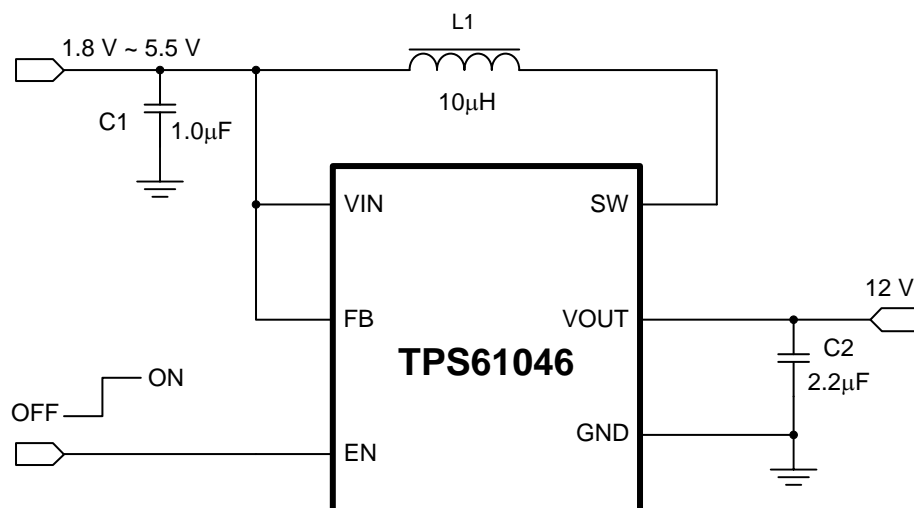 L1
1.8 V ~ 5.5 V
10μH
C1
1.0μF
VIN
SW
12 V
FB
VOUT
C2
TPS61046
2.2μF
ON
OFF
GND
EN